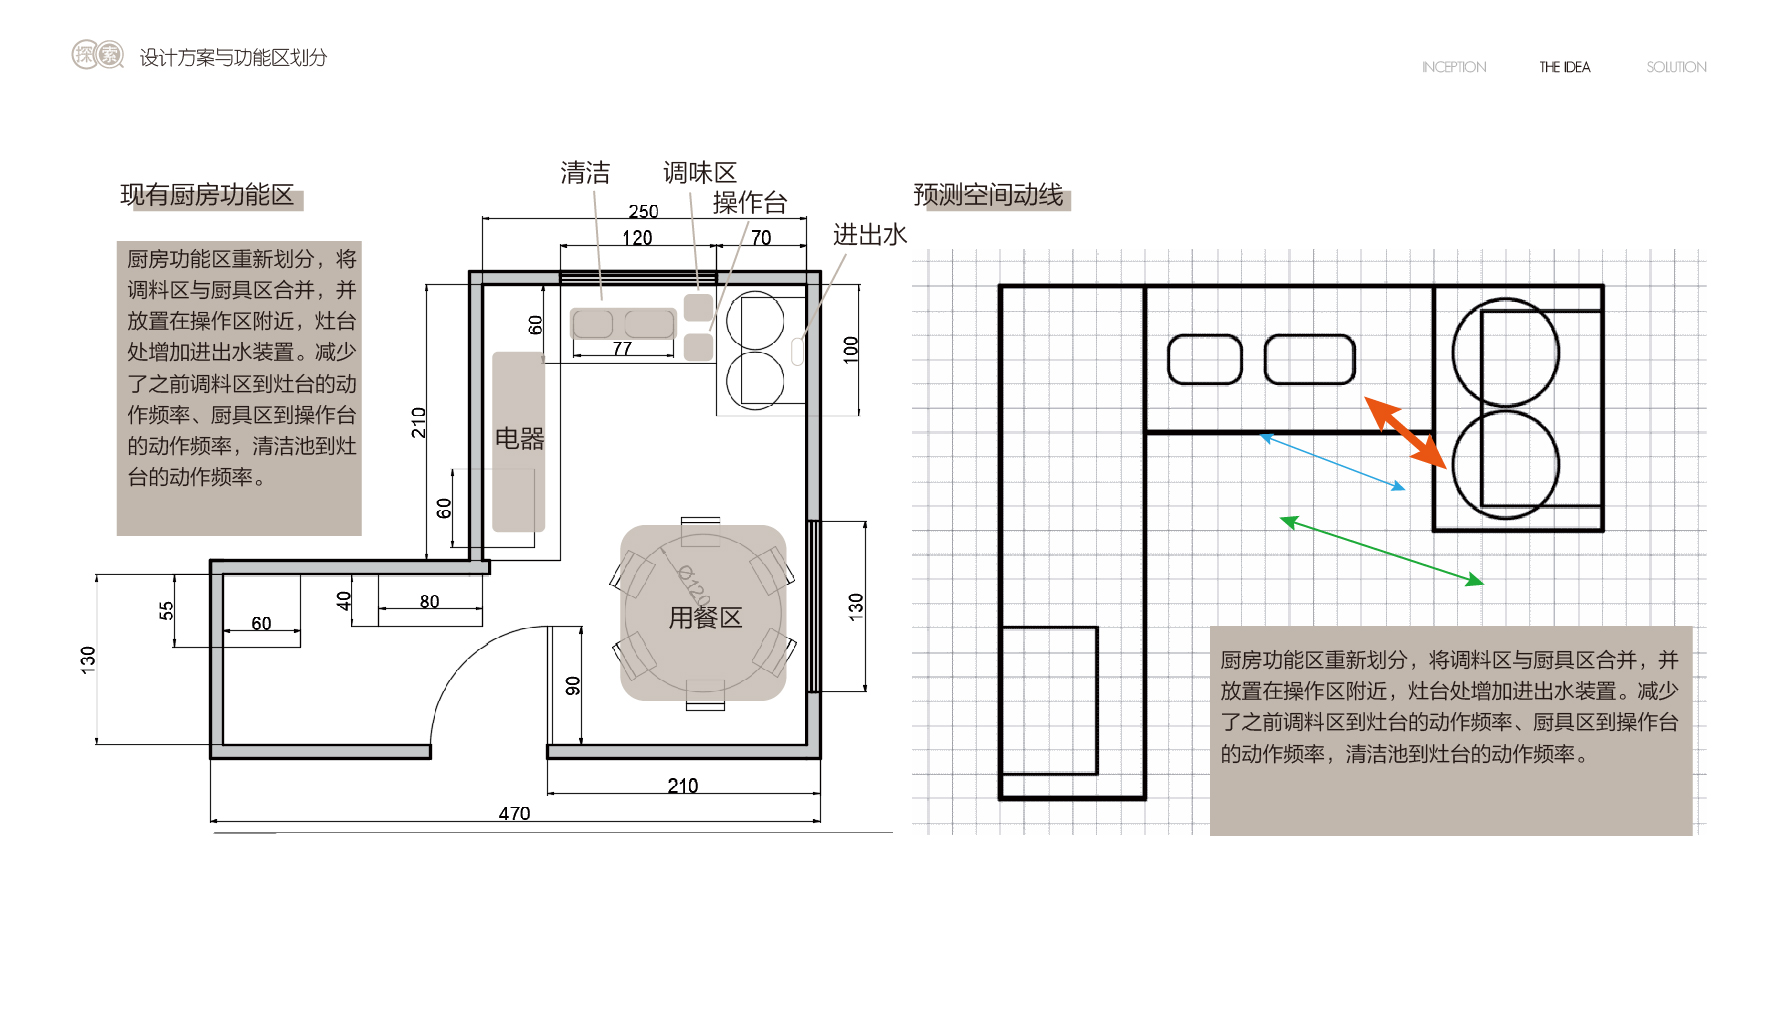 探索 设计方案与功能区划分
INCEPTION THE IDEA SOLUTION
现有厨房功能区
厨房功能区重新划分，将
调料区与厨具区合并，并
放置在操作区附近，灶台
处增加进出水装置。减少
了之前调料区到灶台的动
作频率、厨具区到操作台
的动作频率，清洁池到灶
台的动作频率。
清洁
调味区
操作台
进出水
250
120
70
60
77
100
210
电器
60
Ø120
用餐区
130
55
60
40
80
130
90
210
470
预测空间动线
厨房功能区重新划分，将调料区与厨具区合并，并
放置在操作区附近，灶台处增加进出水装置。减少
了之前调料区到灶台的动作频率、厨具区到操作台
的动作频率，清洁池到灶台的动作频率。